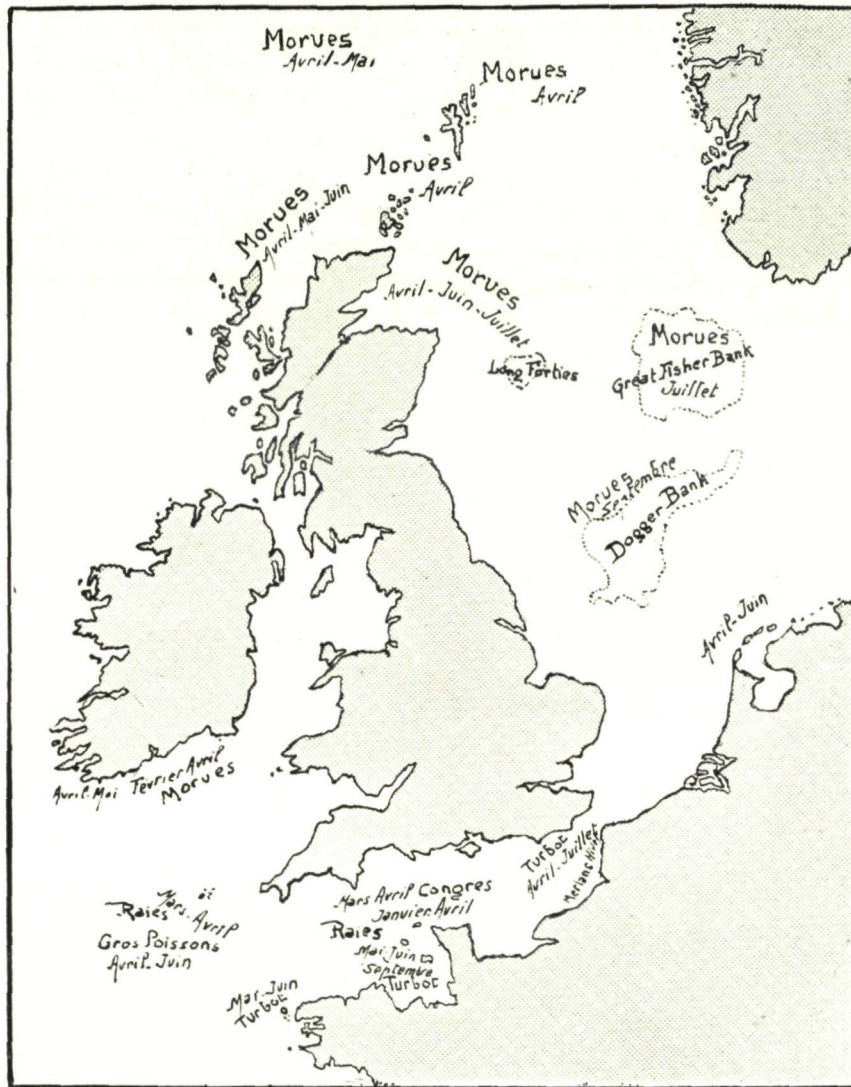 Morues
Avril-Mai
Morues
Avril
Morues
Avril
Morues
Avril-Mai-Juin
Morues
Avril-Juin-Juillet
Long Forties
Morues
Great Fisher Bank
Juillet
Morues
Septembre
Dogger Bank
Avril-Juin
Avril-Mai
Février Avril
Morues
Turbot
Avril-Juillet
Merlans Hiver
Mars Avril
Congres
Janvier Avril
Raies
Mai-Juin
Septembre
Turbot
Raies
Mars-Avril
Gros Poissons
Avril-Juin
Mai-Juin
Turbot